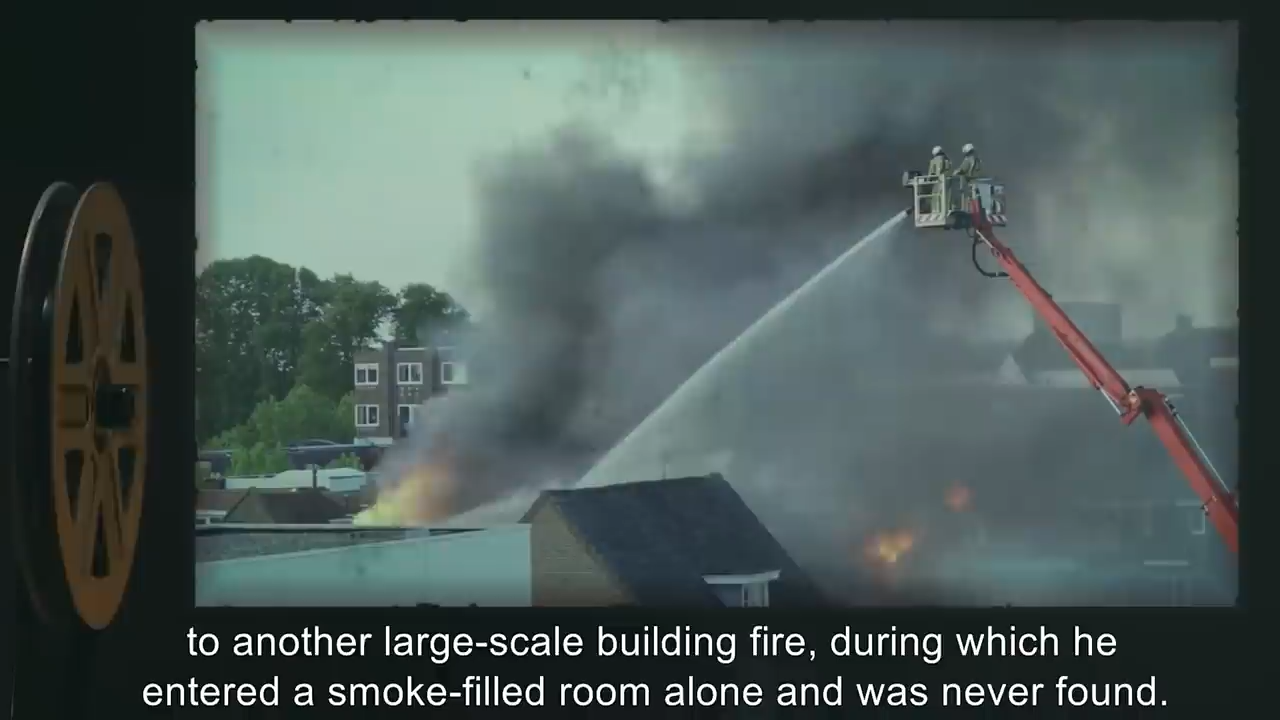 to another large-scale building fire, during which he
entered a smoke-filled room alone and was never found.